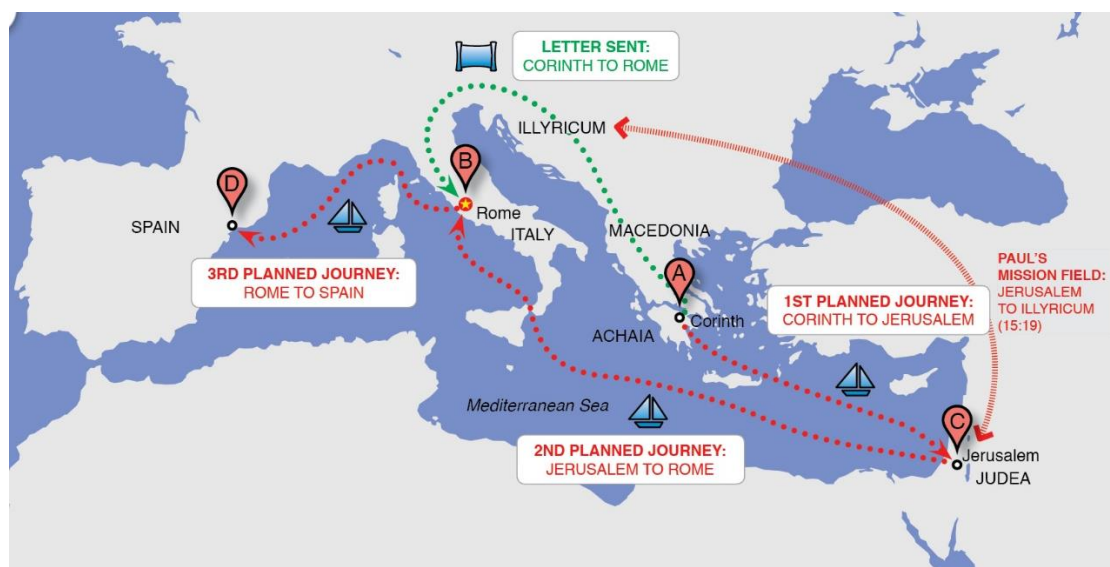 LETTER SENT:
CORINTH TO ROME
ILLYRICUM
B
D
Rome
SPAIN
ITALY
MACEDONIA
3RD PLANNED JOURNEY:
ROME TO SPAIN
A
PAUL'S
MISSION FIELD:
JERUSALEM
TO ILLYRICUM
(15:19)
1ST PLANNED JOURNEY:
CORINTH TO JERUSALEM
Corinth
ACHAIA
Mediterranean Sea
2ND PLANNED JOURNEY:
JERUSALEM TO ROME
C
Jerusalem
JUDEA